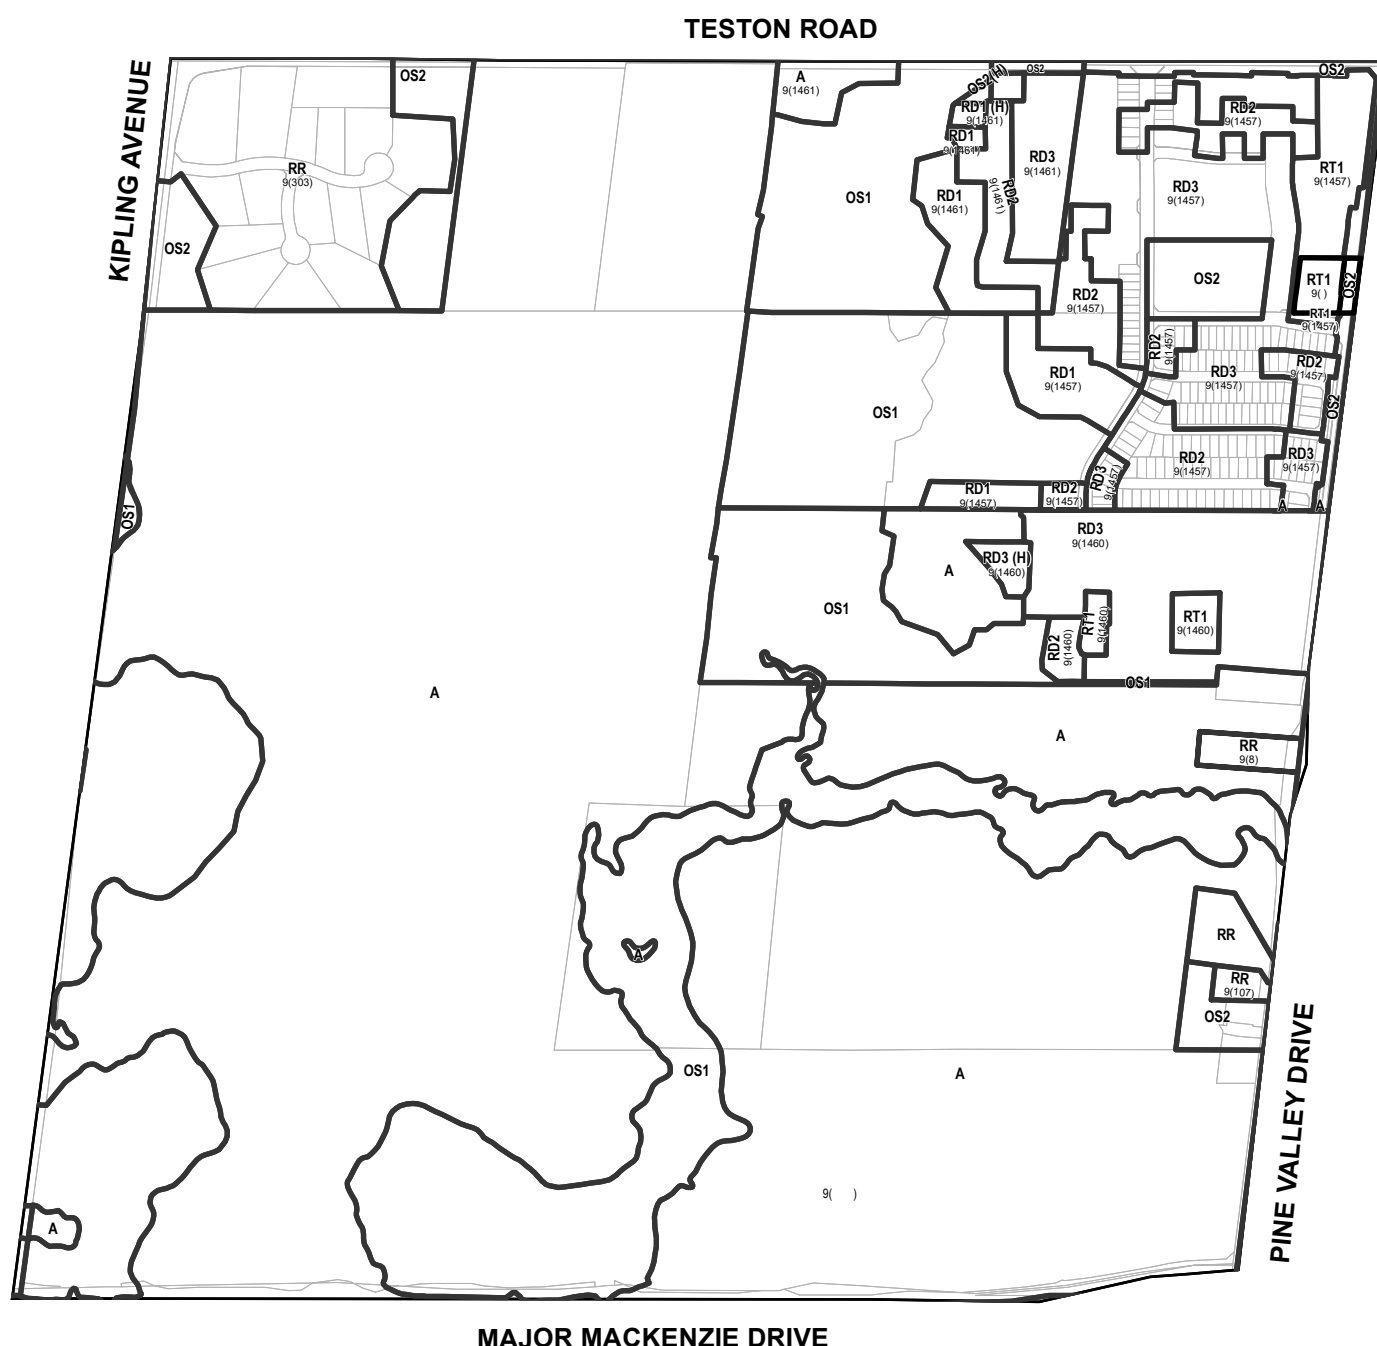 TESTON ROAD
KIPLING AVENUE
OS2
A
9(1461)
OS2(H)
OS2
OS2
RD1 (H)
9(1461)
RD1
9(1461)
RD2
9(1457)
RR
9(303)
RD3
9(1461)
RT1
9(1457)
OS1
RD1
9(1461)
RD2
9(1461)
RD3
9(1457)
OS2
OS2
RT1
9( )
OS2
RD2
9(1457)
RT1
9(1457)
RD2
9(1457)
RD1
9(1457)
RD3
9(1457)
RD2
9(1457)
OS1
OS2
RD2
9(1457)
RD3
9(1457)
RD3
9(1457)
RD1
9(1457)
RD2
9(1457)
A
A
OS1
RD3
9(1460)
A
RD3 (H)
9(1460)
OS1
RT1
9(1460)
RT1
9(1460)
RD2
9(1460)
OS1
A
A
RR
9(8)
RR
A
RR
9(107)
OS2
OS1
A
PINE VALLEY DRIVE
9( )
A
MAJOR MACKENZIE DRIVE